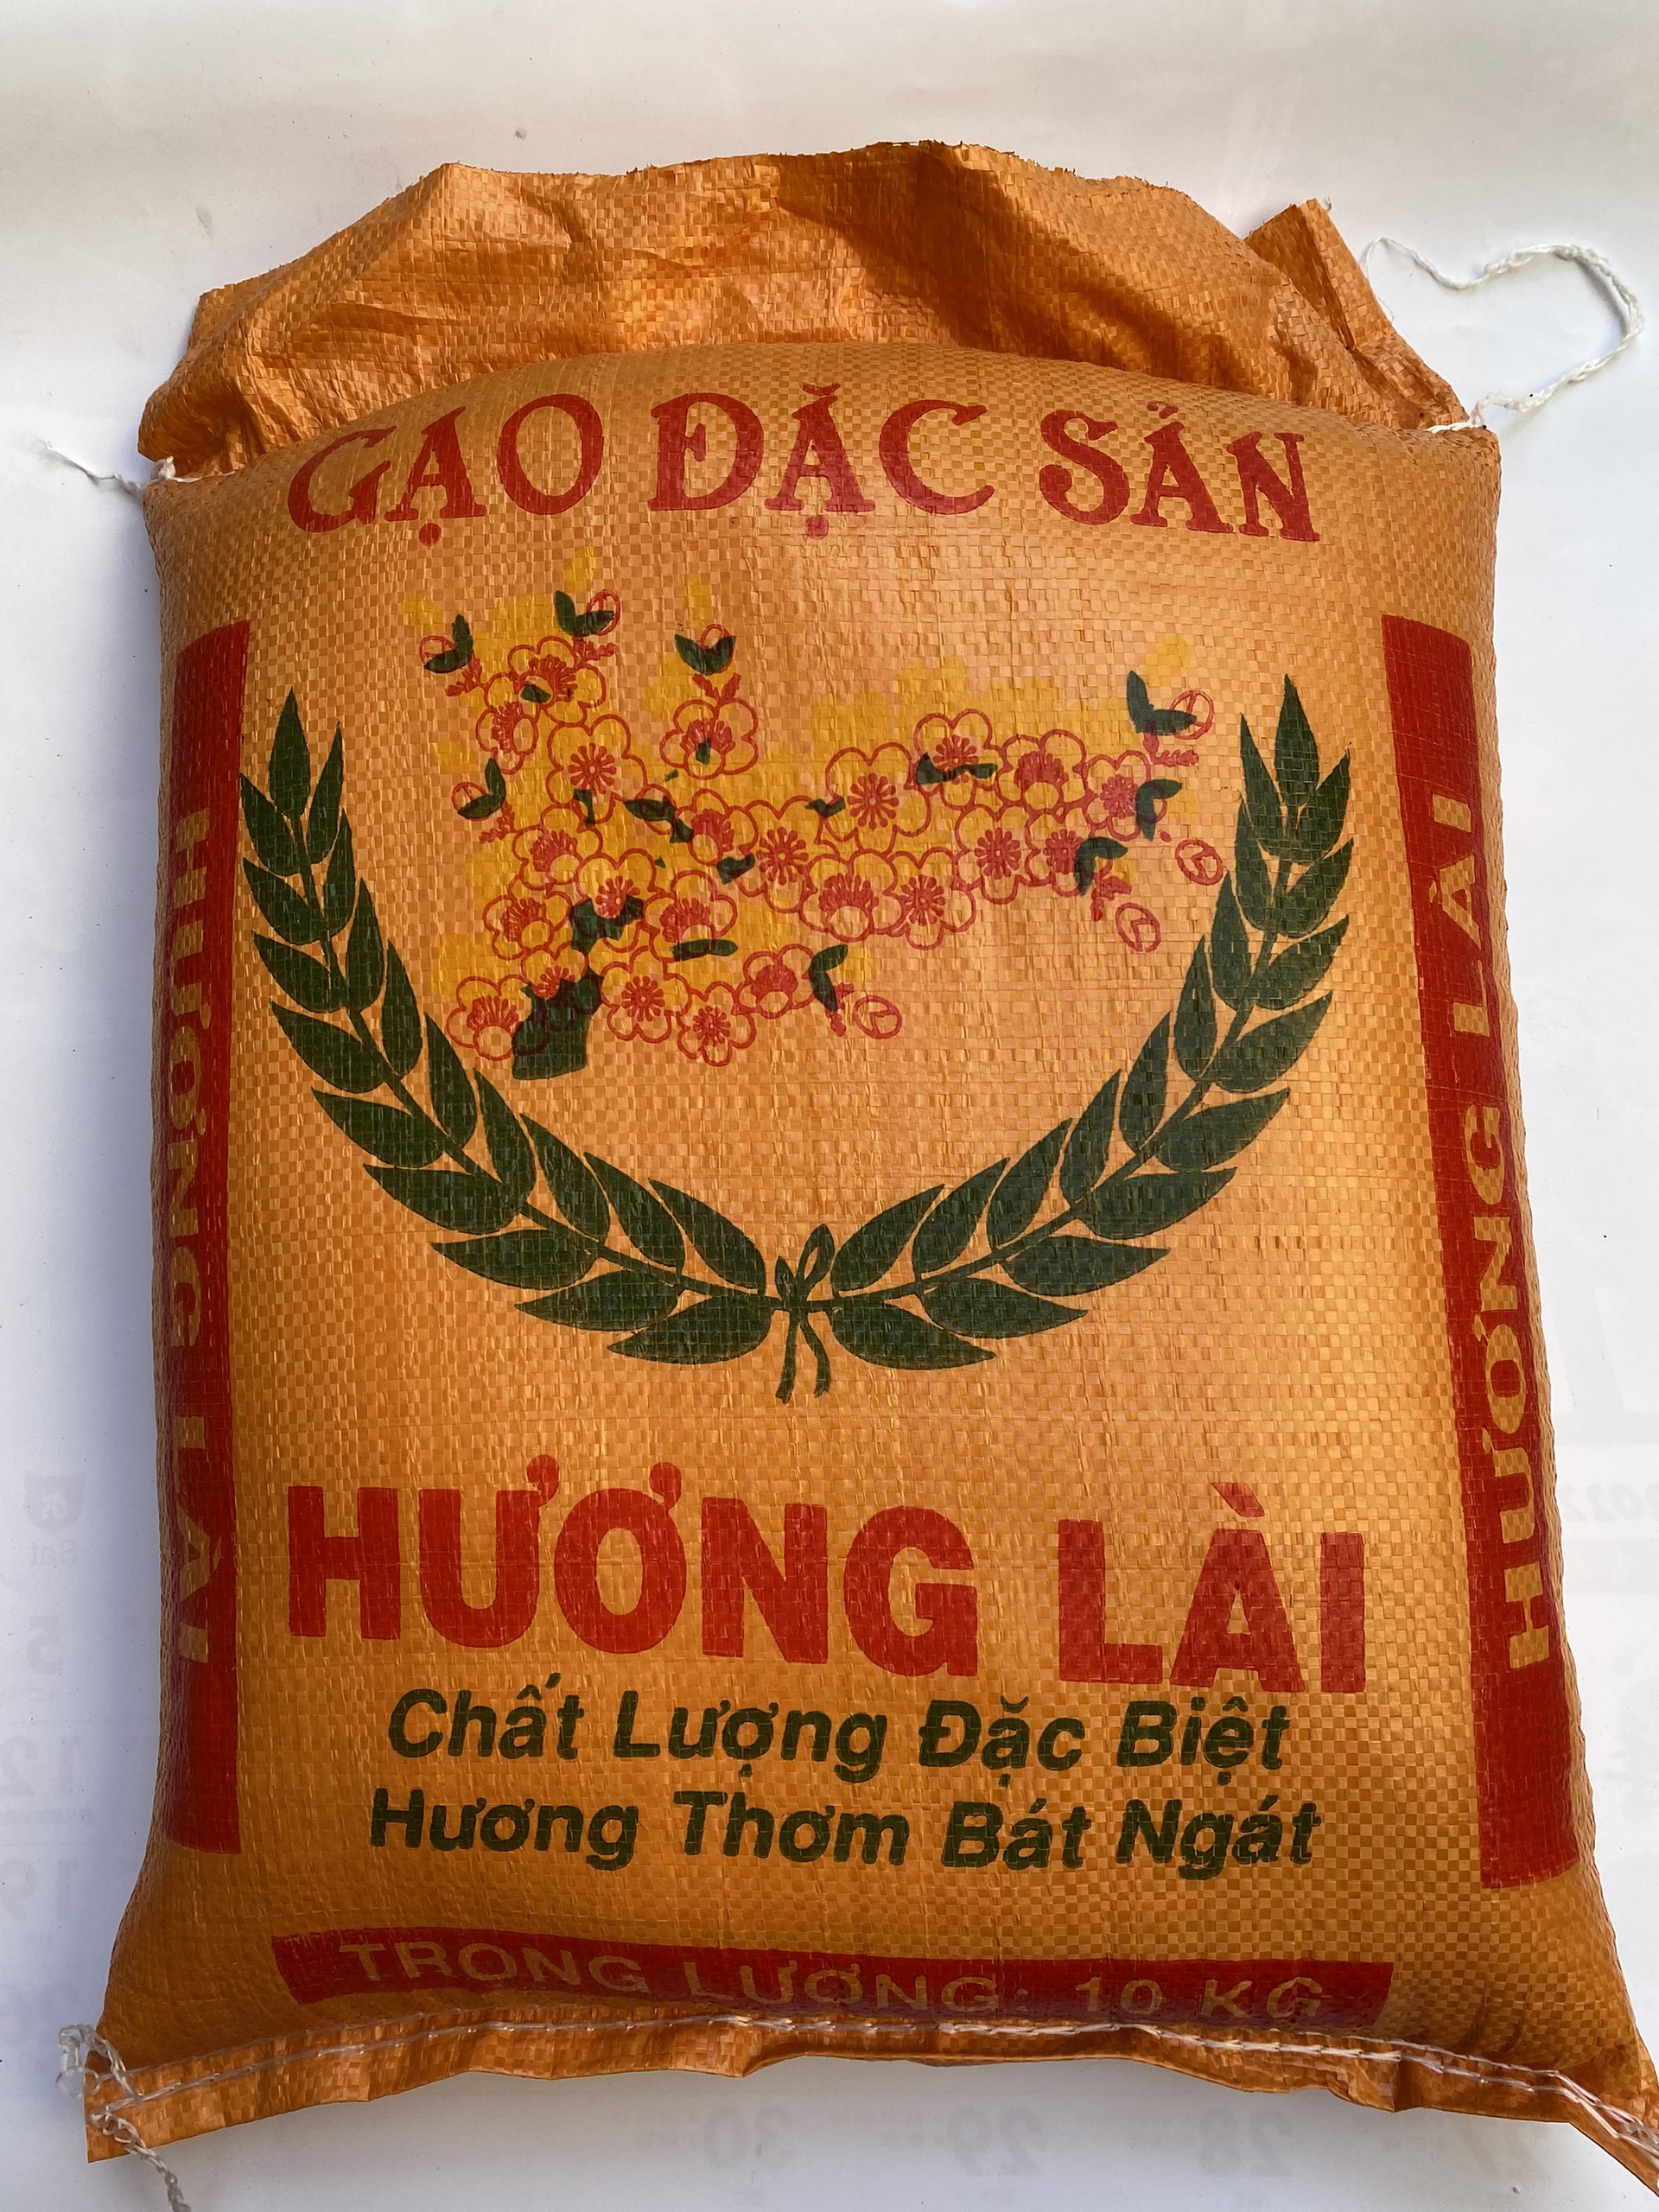 GẠO ĐẶC SẢN
HƯƠNG LÀI
HƯƠNG LÀI
HƯƠNG LÀI
Chất Lượng Đặc Biệt
Hương Thơm Bát Ngát
TRỌNG LƯỢNG: 10 KG